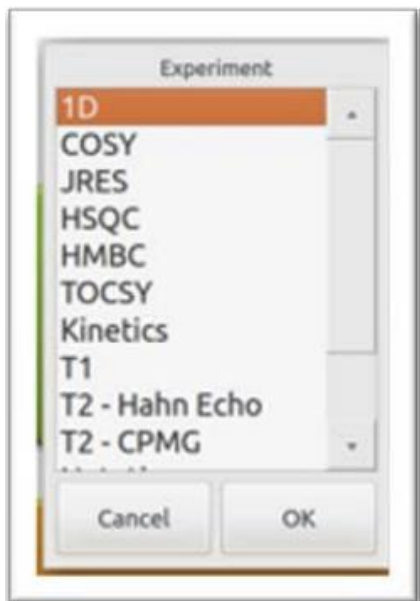 Experiment
1D
COSY
JRES
HSQC
HMBC
TOCSY
Kinetics
T1
T2 - Hahn Echo
T2 - CPMG
Cancel
OK